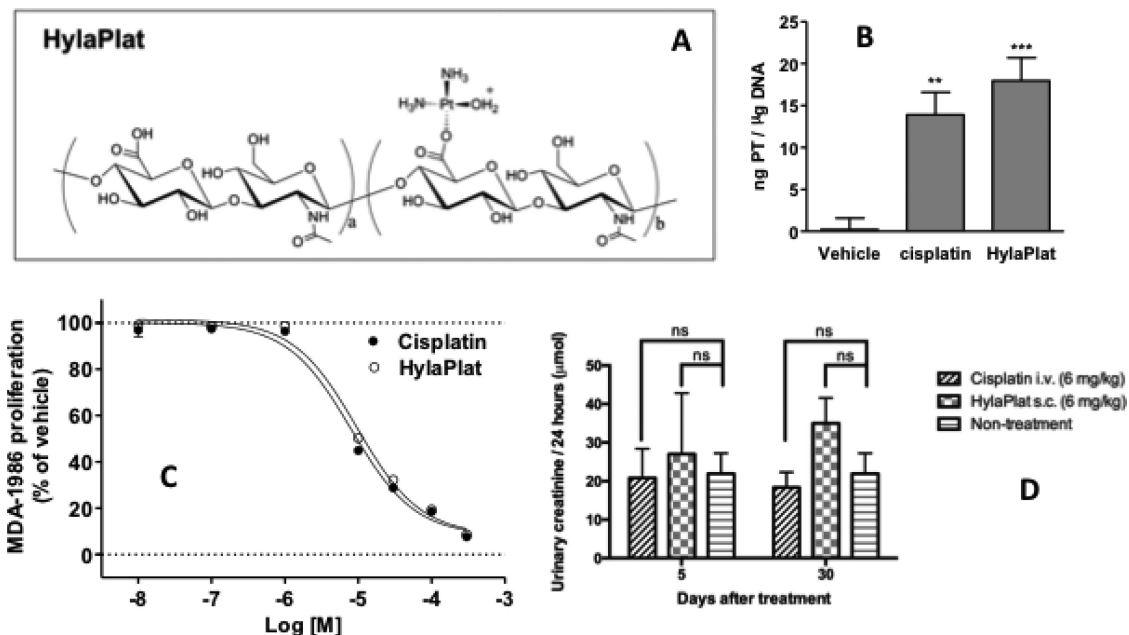 HylaPlat
A
NH₃
H₃N
Pt
OH₂
+
O
O
O
OH
O
HO
OH
O
HO
OH
O
HO
OH
O
NH
O
a
O
O
HO
OH
O
HO
OH
O
NH
O
b
B
25
20
15
10
5
0
ng PT / µg DNA
**
***
Vehicle cisplatin HylaPlat
MDA-1986 proliferation
(% of vehicle)
100
80
60
40
20
0
Cisplatin
HylaPlat
C
-8 -7 -6 -5 -4 -3
Log [M]
Urinary creatinine / 24 hours (µmol)
50
40
30
20
10
0
ns
ns
ns
ns
5 30
Days after treatment
Cisplatin i.v. (6 mg/kg)
HylaPlat s.c. (6 mg/kg)
Non-treatment
D